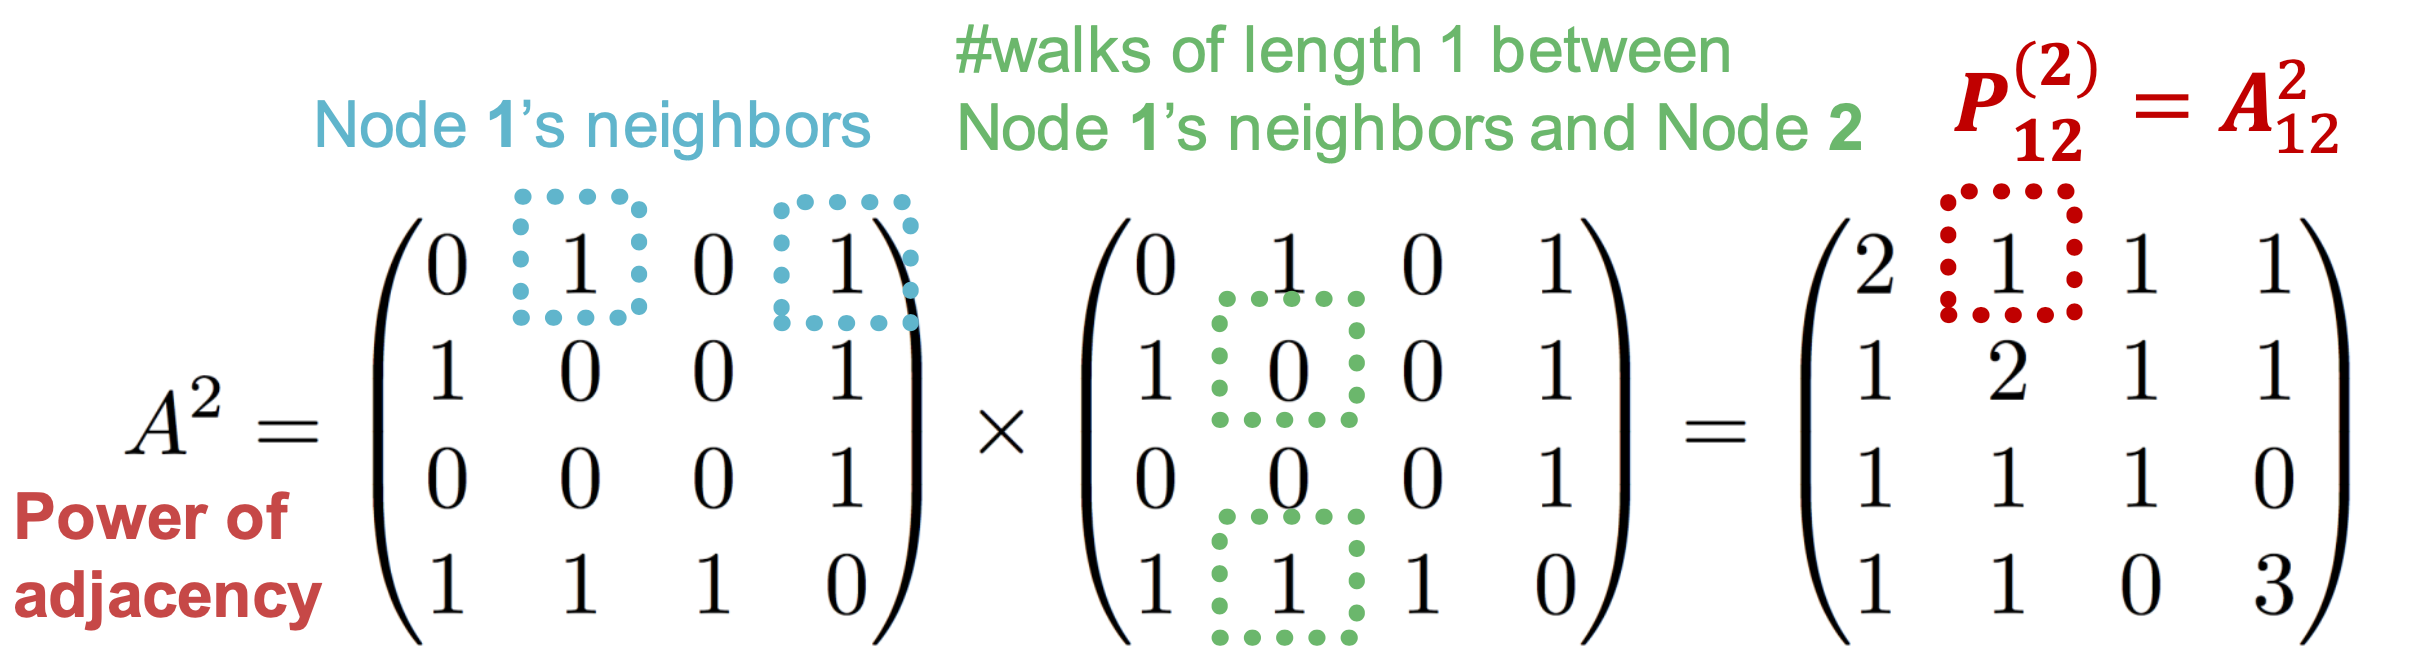 #walks of length 1 between
Node 1's neighbors and Node 2
Node 1's neighbors
P₁₂⁽²⁾ = A²₁₂
A² =
0 1 0 1
1 0 0 1
0 0 0 1
1 1 1 0
×
0 1 0 1
1 0 0 1
0 0 0 1
1 1 1 0
=
2 1 1 1
1 2 1 1
1 1 1 0
1 1 0 3
Power of
adjacency